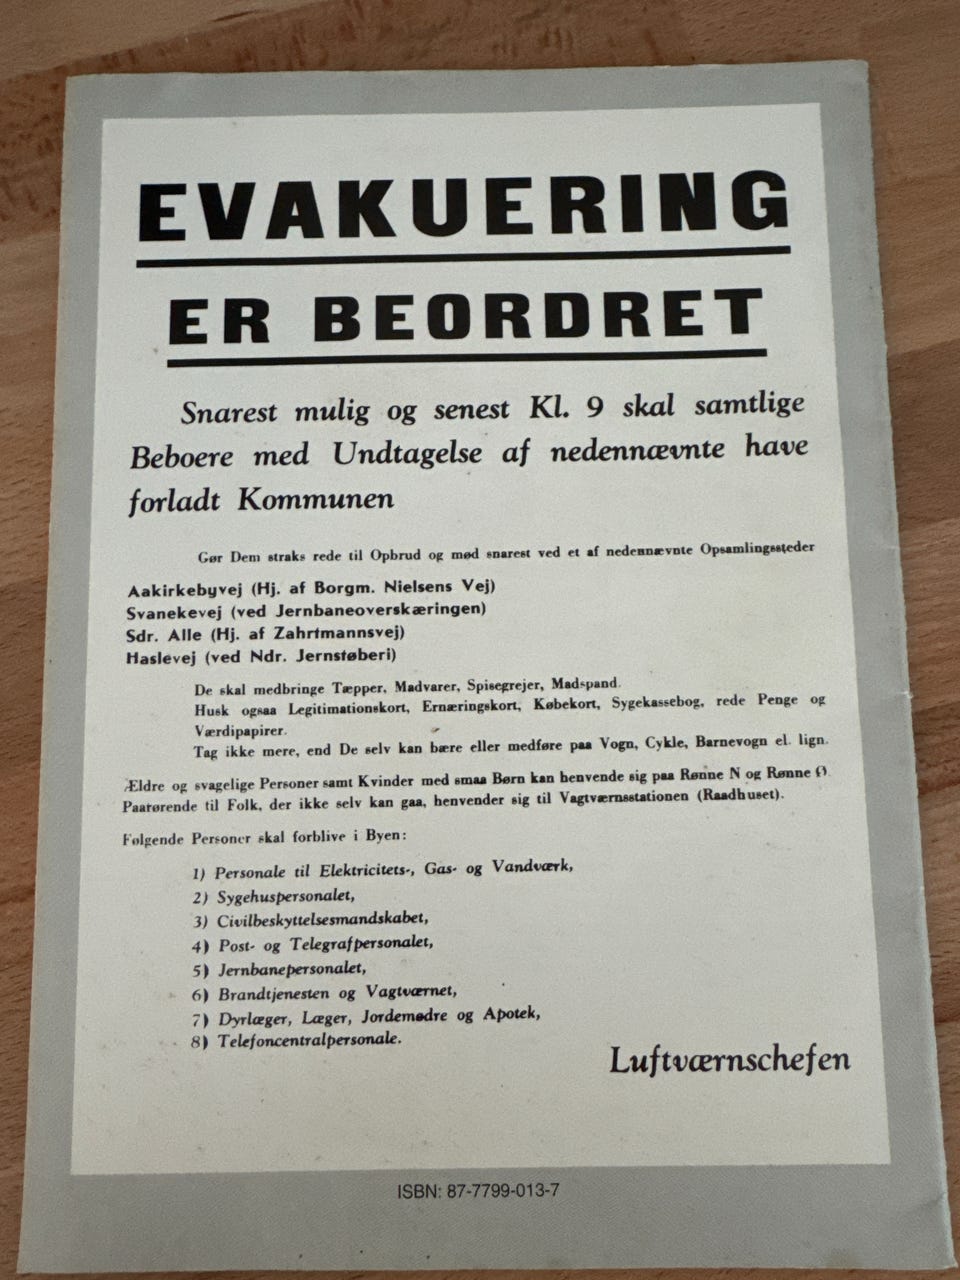 EVAKUERING
ER BEORDRET
Snarest mulig og senest Kl. 9 skal samtlige
Beboere med Undtagelse af nedennævnte have
forladt Kommunen
Gør Dem straks rede til Opbrud og mød snarest ved et af nedennævnte Opsamlingssteder
Aakirkebyvej (Hj. af Borgm. Nielsens Vej)
Svanekevej (ved Jernbaneoverskæringen)
Sdr. Alle (Hj. af Zahrtmannsvej)
Haslevej (ved Ndr. Jernstøberi)
De skal medbringe Tæpper, Madvarer, Spisegrejer, Madspand.
Husk ogsaa Legitimationskort, Ernæringskort, Købekort, Sygekassebog, rede Penge og
Værdipapirer.
Tag ikke mere, end De selv kan bære eller medføre paa Vogn, Cykle, Barnevogn el. lign.
Ældre og svagelige Personer samt Kvinder med smaa Børn kan henvende sig paa Rønne N og Rønne Ø.
Paarørende til Folk, der ikke selv kan gaa, henvender sig til Vagtværnsstationen (Raadhuset).
Følgende Personer skal forblive i Byen:
1) Personale til Elektricitets-, Gas- og Vandværk,
2) Sygehuspersonalet,
3) Civilbeskyttelsesmandskabet,
4) Post- og Telegrafpersonalet,
5) Jernbanepersonalet,
6) Brandtjenesten og Vagtværnet,
7) Dyrlæger, Læger, Jordemødre og Apotek,
8) Telefoncentralpersonale.
Luftværnschefen
ISBN: 87-7799-013-7